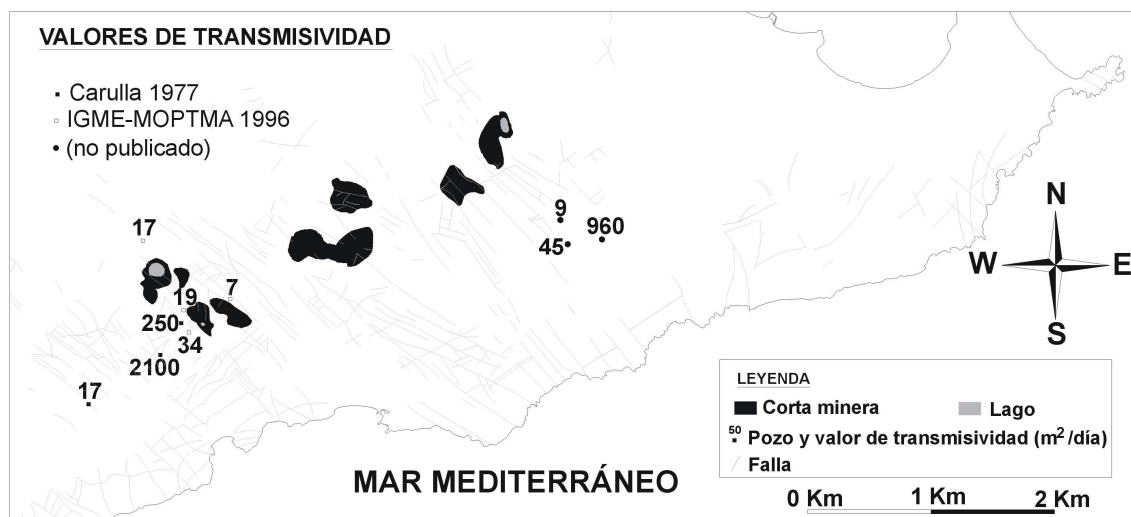 VALORES DE TRANSMISIVIDAD
Carulla 1977
IGME-MOPTMA 1996
(no publicado)
17
9
960
45
19
7
250
34
2100
17
N
W
E
S
MAR MEDITERRÁNEO
LEYENDA
Corta minera
Lago
50
Pozo y valor de transmisividad (m²/día)
Falla
0 Km
1 Km
2 Km